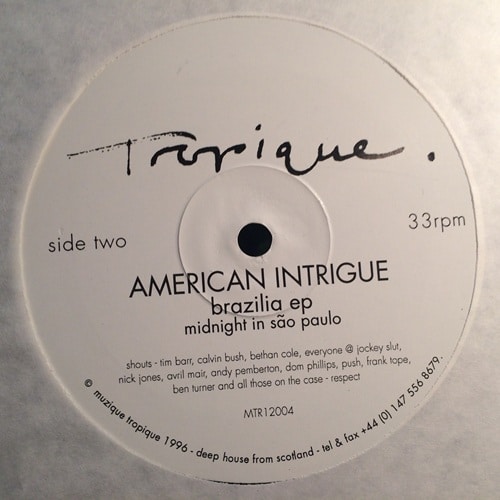 Tropique.
side two
33rpm
AMERICAN INTRIGUE
brazilia ep
midnight in são paulo
shouts - tim barr, calvin bush, bethan cole, everyone @ jockey slut,
nick jones, avril mair, andy pemberton, dom phillips, push, frank tope,
ben turner and all those on the case - respect
MTR12004
© muzique tropique 1996 - deep house from scotland - tel & fax +44 (0) 147 556 8679.